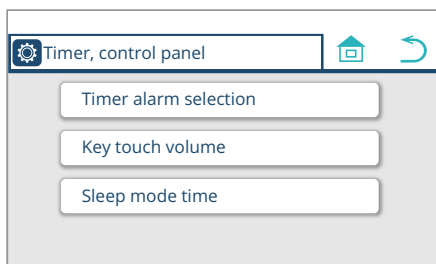 Timer, control panel
Timer alarm selection
Key touch volume
Sleep mode time